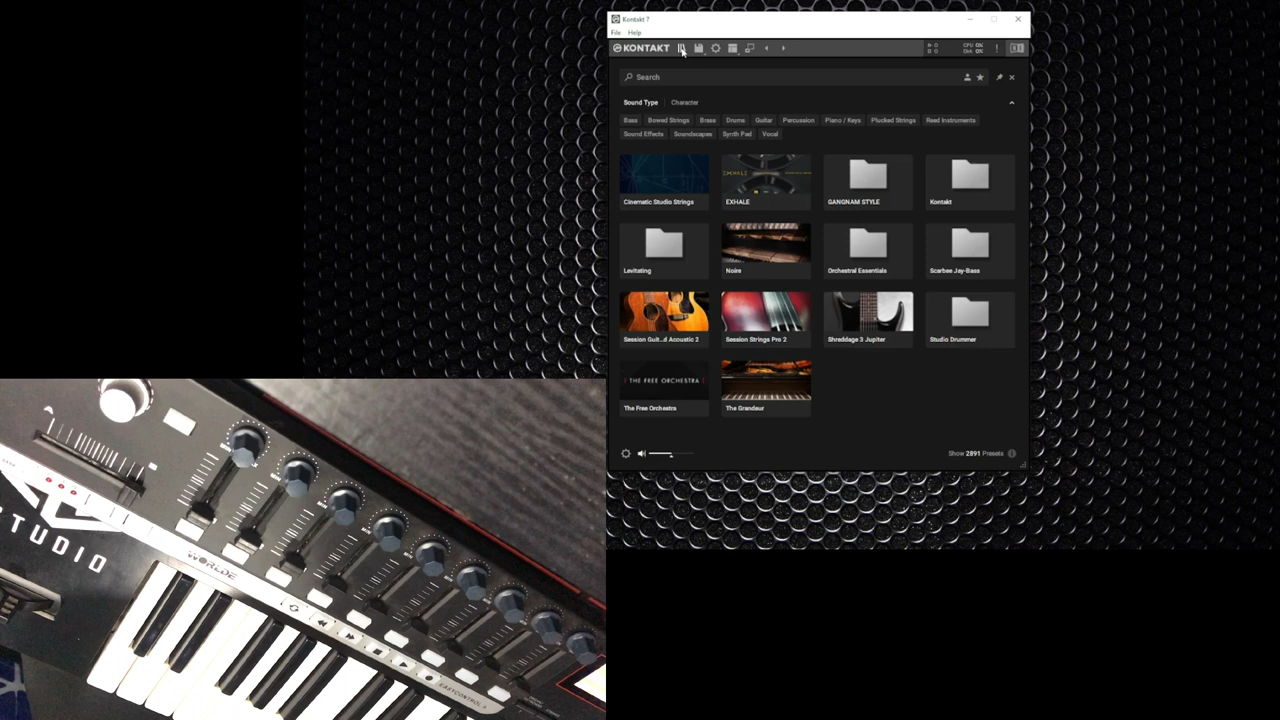 Kontakt 7
File Help
KONTAKT
CPU 0%
Disk 0%
Search
Sound Type | Character
Bass Bowed Strings Brass Drums Guitar Percussion Piano / Keys Plucked Strings Reed Instruments
Sound Effects Soundscapes Synth Pad Vocal
EXHALE
Cinematic Studio Strings EXHALE GANGNAM STYLE Kontakt
Levitating Noire Orchestral Essentials Scarbee Jay-Bass
Session Guit..d Acoustic 2 Session Strings Pro 2 Shreddage 3 Jupiter Studio Drummer
THE FREE ORCHESTRA
The Free Orchestra The Grandeur
Show 2891 Presets
TUDIO
WORLDE